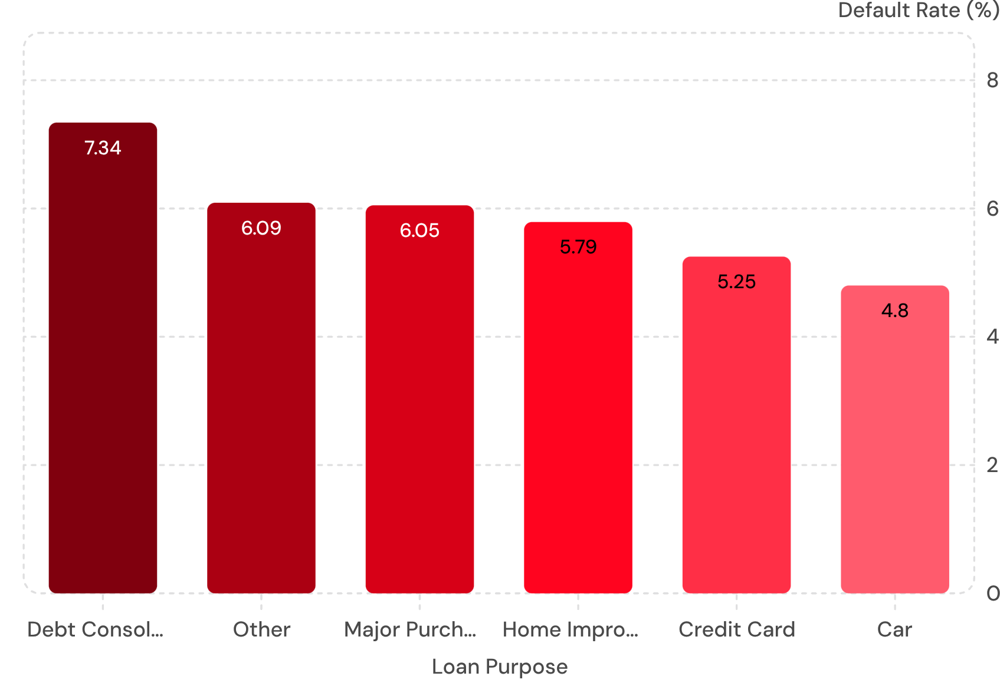 Default Rate (%)
8
6
4
2
0
7.34
6.09
6.05
5.79
5.25
4.8
Debt Consol...
Other
Major Purch...
Home Impro...
Credit Card
Car
Loan Purpose